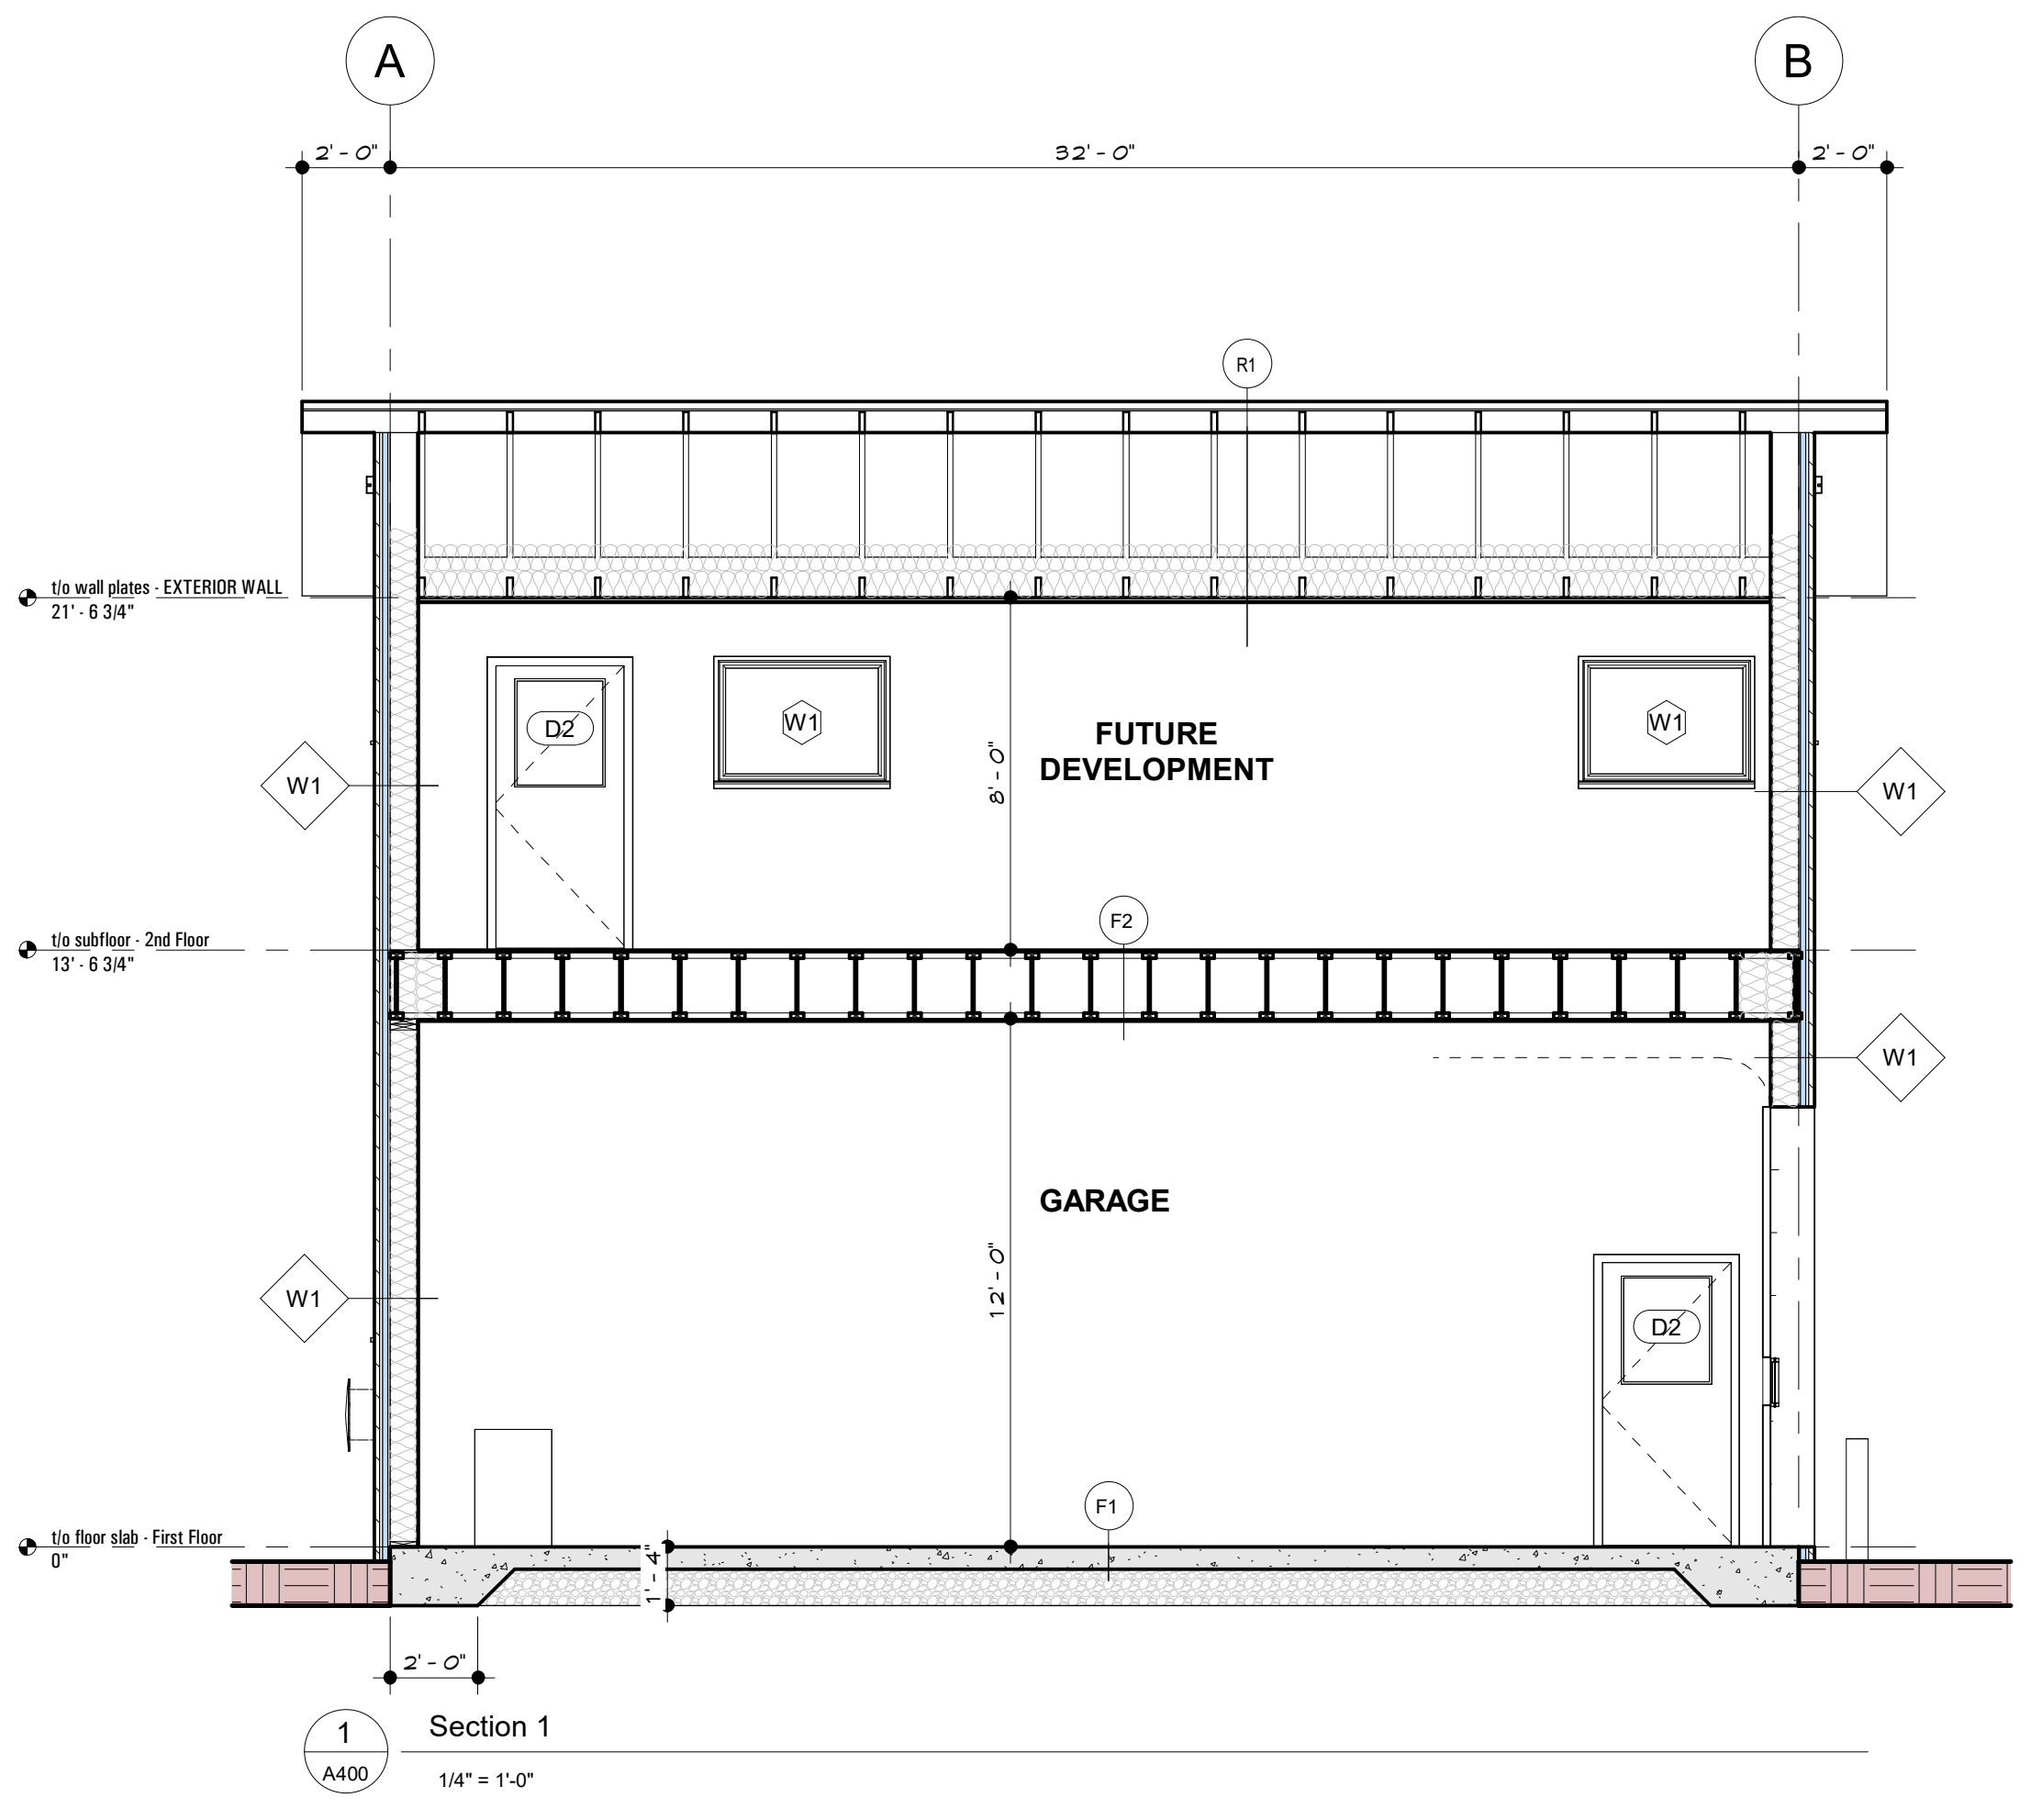 A
B
2' - 0"
32' - 0"
2' - 0"
R1
t/o wall plates - EXTERIOR WALL
21' - 6 3/4"
D2
W1
W1
FUTURE
DEVELOPMENT
8' - 0"
W1
W1
F2
t/o subfloor - 2nd Floor
13' - 6 3/4"
W1
GARAGE
12' - 0"
W1
D2
F1
t/o floor slab - First Floor
0"
1' - 4"
2' - 0"
1
A400
Section 1
1/4" = 1'-0"